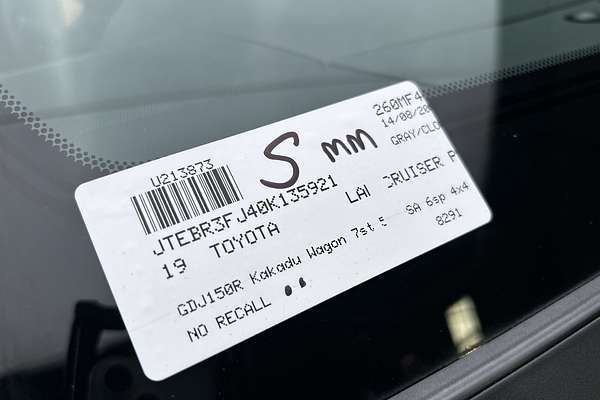 260MF4
14/08/20
GRAY/CLO
U213873
S mm
JTEBR3FJ40K135921
19 TOYOTA LAI CRUISER P
GDJ150R Kakadu Wagon 7st 5 SA 6sp 4x4
NO RECALL 8291